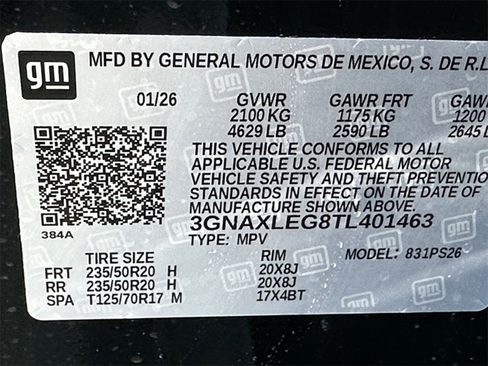 gm
MFD BY GENERAL MOTORS DE MEXICO, S. DE R.L
01/26 GVWR GAWR FRT GAW
2100 KG 1175 KG 1200
4629 LB 2590 LB 2645 L
THIS VEHICLE CONFORMS TO ALL
APPLICABLE U.S. FEDERAL MOTOR
VEHICLE SAFETY AND THEFT PREVENTIO
STANDARDS IN EFFECT ON THE DATE OF
MANUFACTURE SHOWN ABOVE.
384A
3GNAXLEG8TL401463
TYPE: MPV MODEL: 831PS26
TIRE SIZE RIM
FRT 235/50R20 H 20X8J
RR 235/50R20 H 20X8J
SPA T125/70R17 M 17X4BT